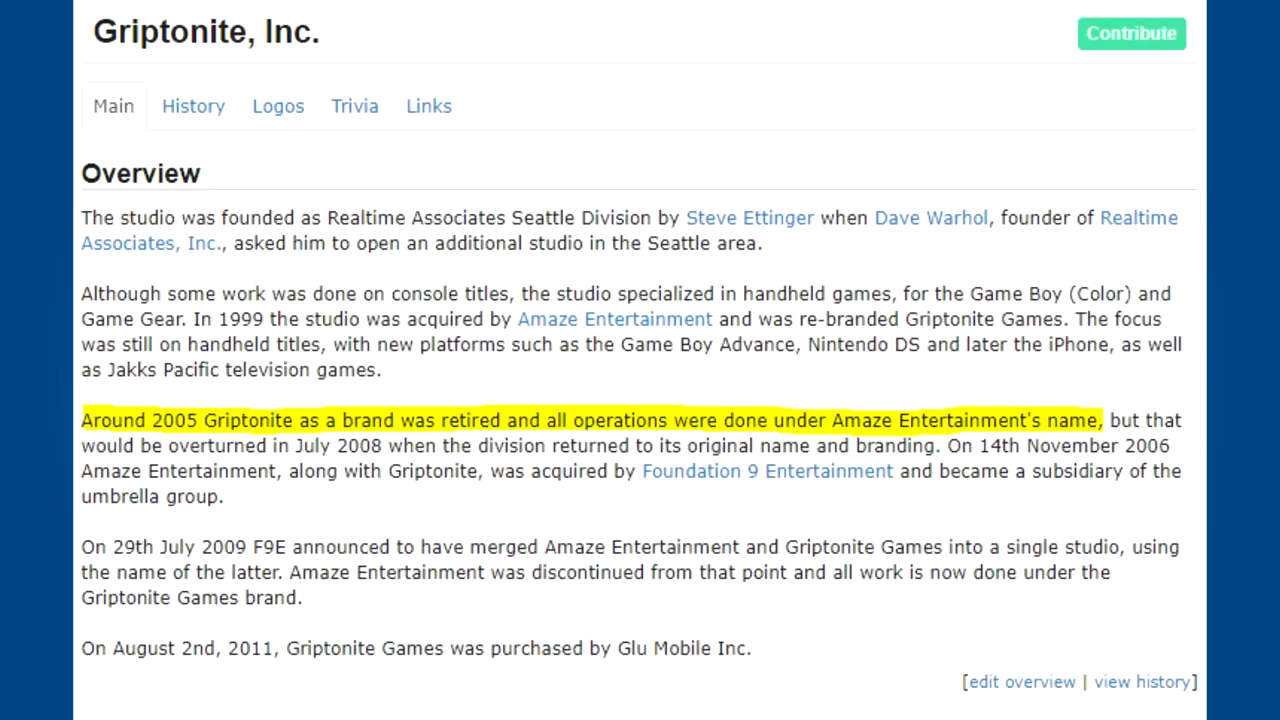 Griptonite, Inc.
Contribute
Main History Logos Trivia Links
Overview
The studio was founded as Realtime Associates Seattle Division by Steve Ettinger when Dave Warhol, founder of Realtime
Associates, Inc., asked him to open an additional studio in the Seattle area.
Although some work was done on console titles, the studio specialized in handheld games, for the Game Boy (Color) and
Game Gear. In 1999 the studio was acquired by Amaze Entertainment and was re-branded Griptonite Games. The focus
was still on handheld titles, with new platforms such as the Game Boy Advance, Nintendo DS and later the iPhone, as well
as Jakks Pacific television games.
Around 2005 Griptonite as a brand was retired and all operations were done under Amaze Entertainment's name, but that
would be overturned in July 2008 when the division returned to its original name and branding. On 14th November 2006
Amaze Entertainment, along with Griptonite, was acquired by Foundation 9 Entertainment and became a subsidiary of the
umbrella group.
On 29th July 2009 F9E announced to have merged Amaze Entertainment and Griptonite Games into a single studio, using
the name of the latter. Amaze Entertainment was discontinued from that point and all work is now done under the
Griptonite Games brand.
On August 2nd, 2011, Griptonite Games was purchased by Glu Mobile Inc.
[edit overview | view history]